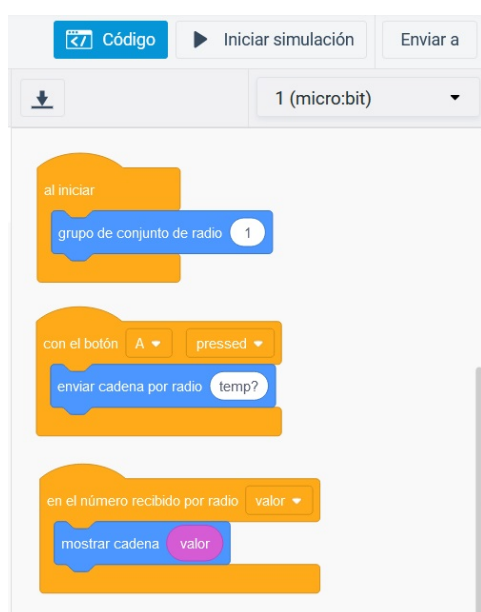 Código Iniciar simulación Enviar a
1 (micro:bit)
al iniciar
grupo de conjunto de radio 1
con el botón A pressed
enviar cadena por radio temp?
en el número recibido por radio valor
mostrar cadena valor